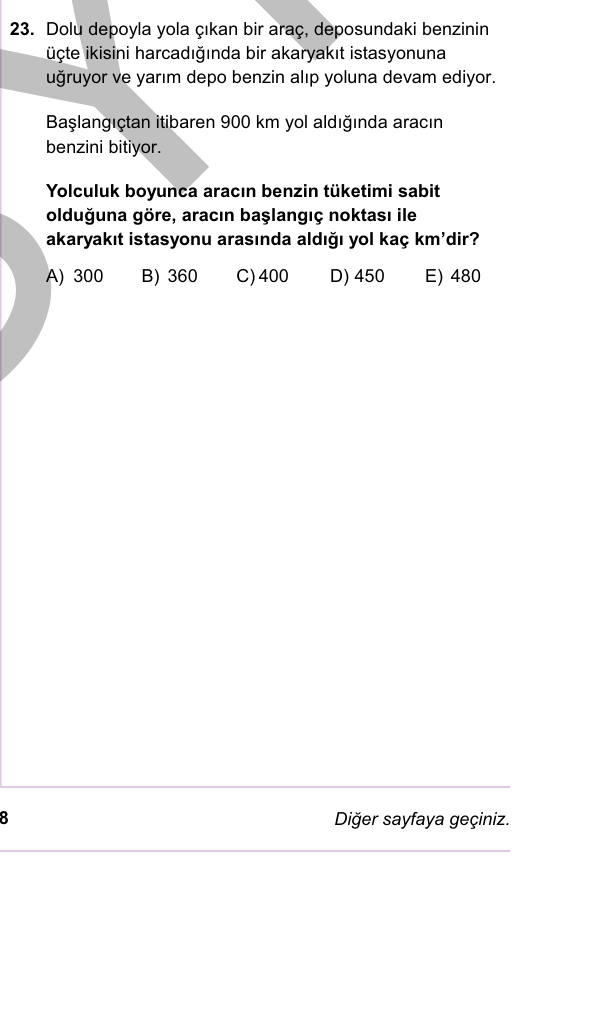 23. Dolu depoyla yola çıkan bir araç, deposundaki benzinin
üçte ikisini harcadığında bir akaryakıt istasyonuna
uğruyor ve yarım depo benzin alıp yoluna devam ediyor.
Başlangıçtan itibaren 900 km yol aldığında aracın
benzini bitiyor.
Yolculuk boyunca aracın benzin tüketimi sabit
olduğuna göre, aracın başlangıç noktası ile
akaryakıt istasyonu arasında aldığı yol kaç km’dir?
A) 300 B) 360 C) 400 D) 450 E) 480
8 Diğer sayfaya geçiniz.